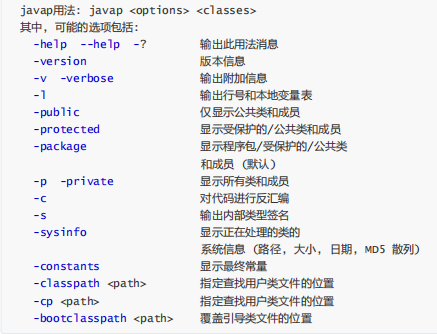 javap用法: javap <options> <classes>
其中, 可能的选项包括:
-help --help -? 输出此用法消息
-version 版本信息
-v -verbose 输出附加信息
-l 输出行号和本地变量表
-public 仅显示公共类和成员
-protected 显示受保护的/公共类和成员
-package 显示程序包/受保护的/公共类
和成员 (默认)
-p -private 显示所有类和成员
-c 对代码进行反汇编
-s 输出内部类型签名
-sysinfo 显示正在处理的类的
系统信息 (路径, 大小, 日期, MD5 散列)
-constants 显示最终常量
-classpath <path> 指定查找用户类文件的位置
-cp <path> 指定查找用户类文件的位置
-bootclasspath <path> 覆盖引导类文件的位置